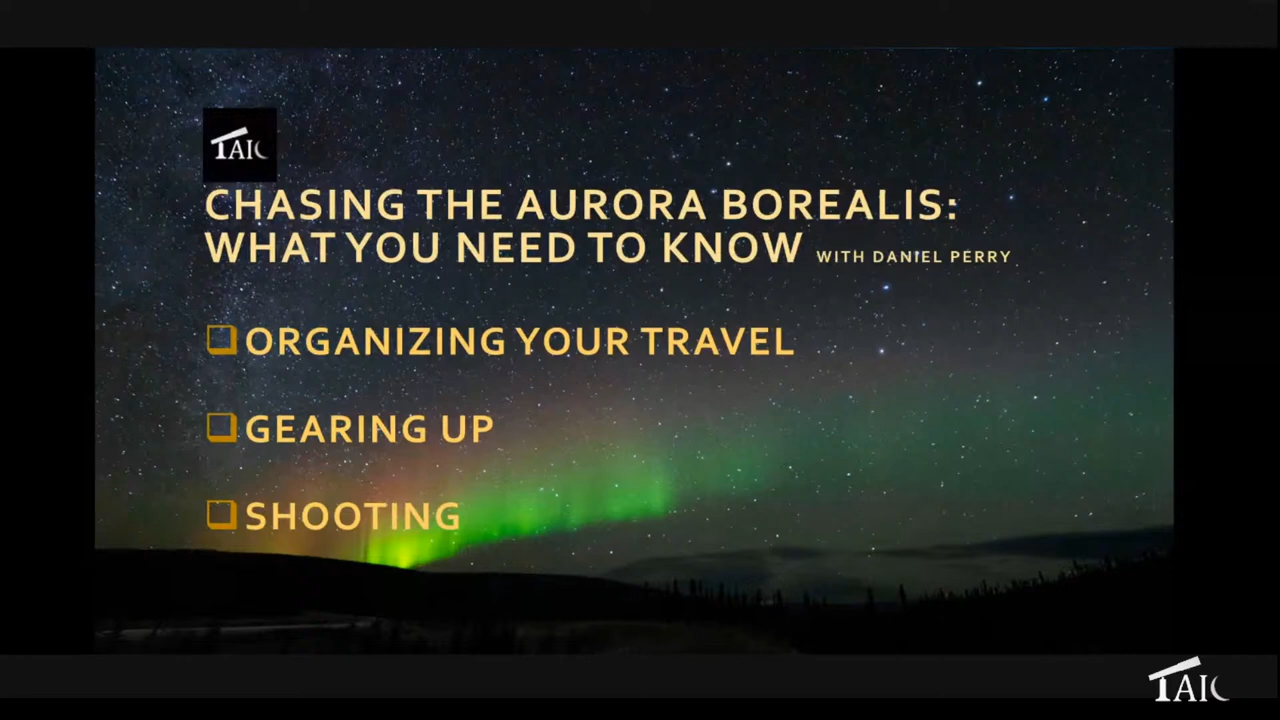 TAIC
CHASING THE AURORA BOREALIS:
WHAT YOU NEED TO KNOW WITH DANIEL PERRY
ORGANIZING YOUR TRAVEL
GEARING UP
SHOOTING
TAIC